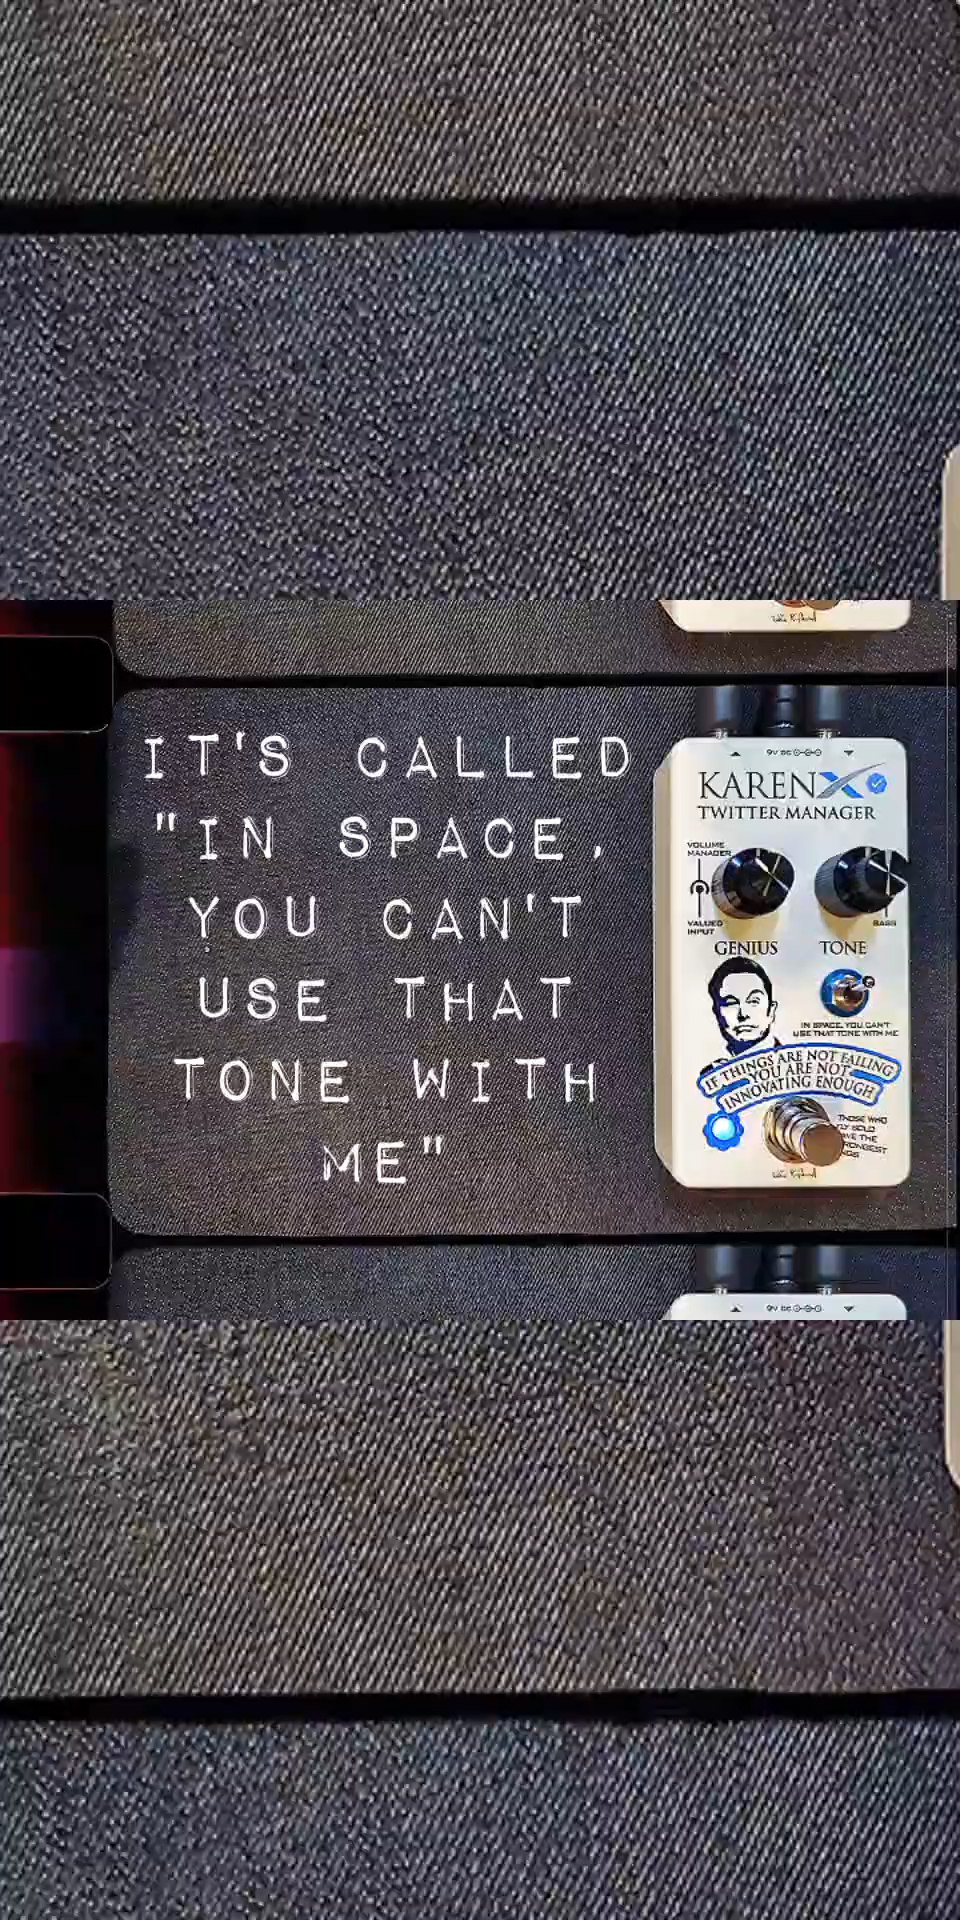 IT'S CALLED
"IN SPACE,
YOU CAN'T
USE THAT
TONE WITH
ME"
9V DC
KARENX
TWITTER MANAGER
VOLUME
MANAGER
VALUED
INPUT
BASS
GENIUS
TONE
IN SPACE, YOU CAN'T
USE THAT TONE WITH ME
IF THINGS ARE NOT FAILING
YOU ARE NOT
INNOVATING ENOUGH
THOSE WHO
THE
9V DC